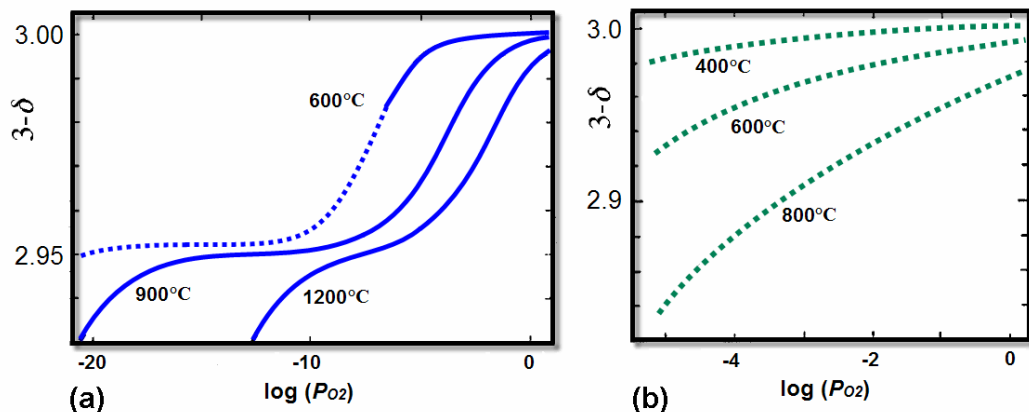 3.00
2.95
3-δ
600°C
900°C
1200°C
-20
-10
0
log (PO2)
(a)
3.0
2.9
3-δ
400°C
600°C
800°C
-4
-2
0
log (PO2)
(b)